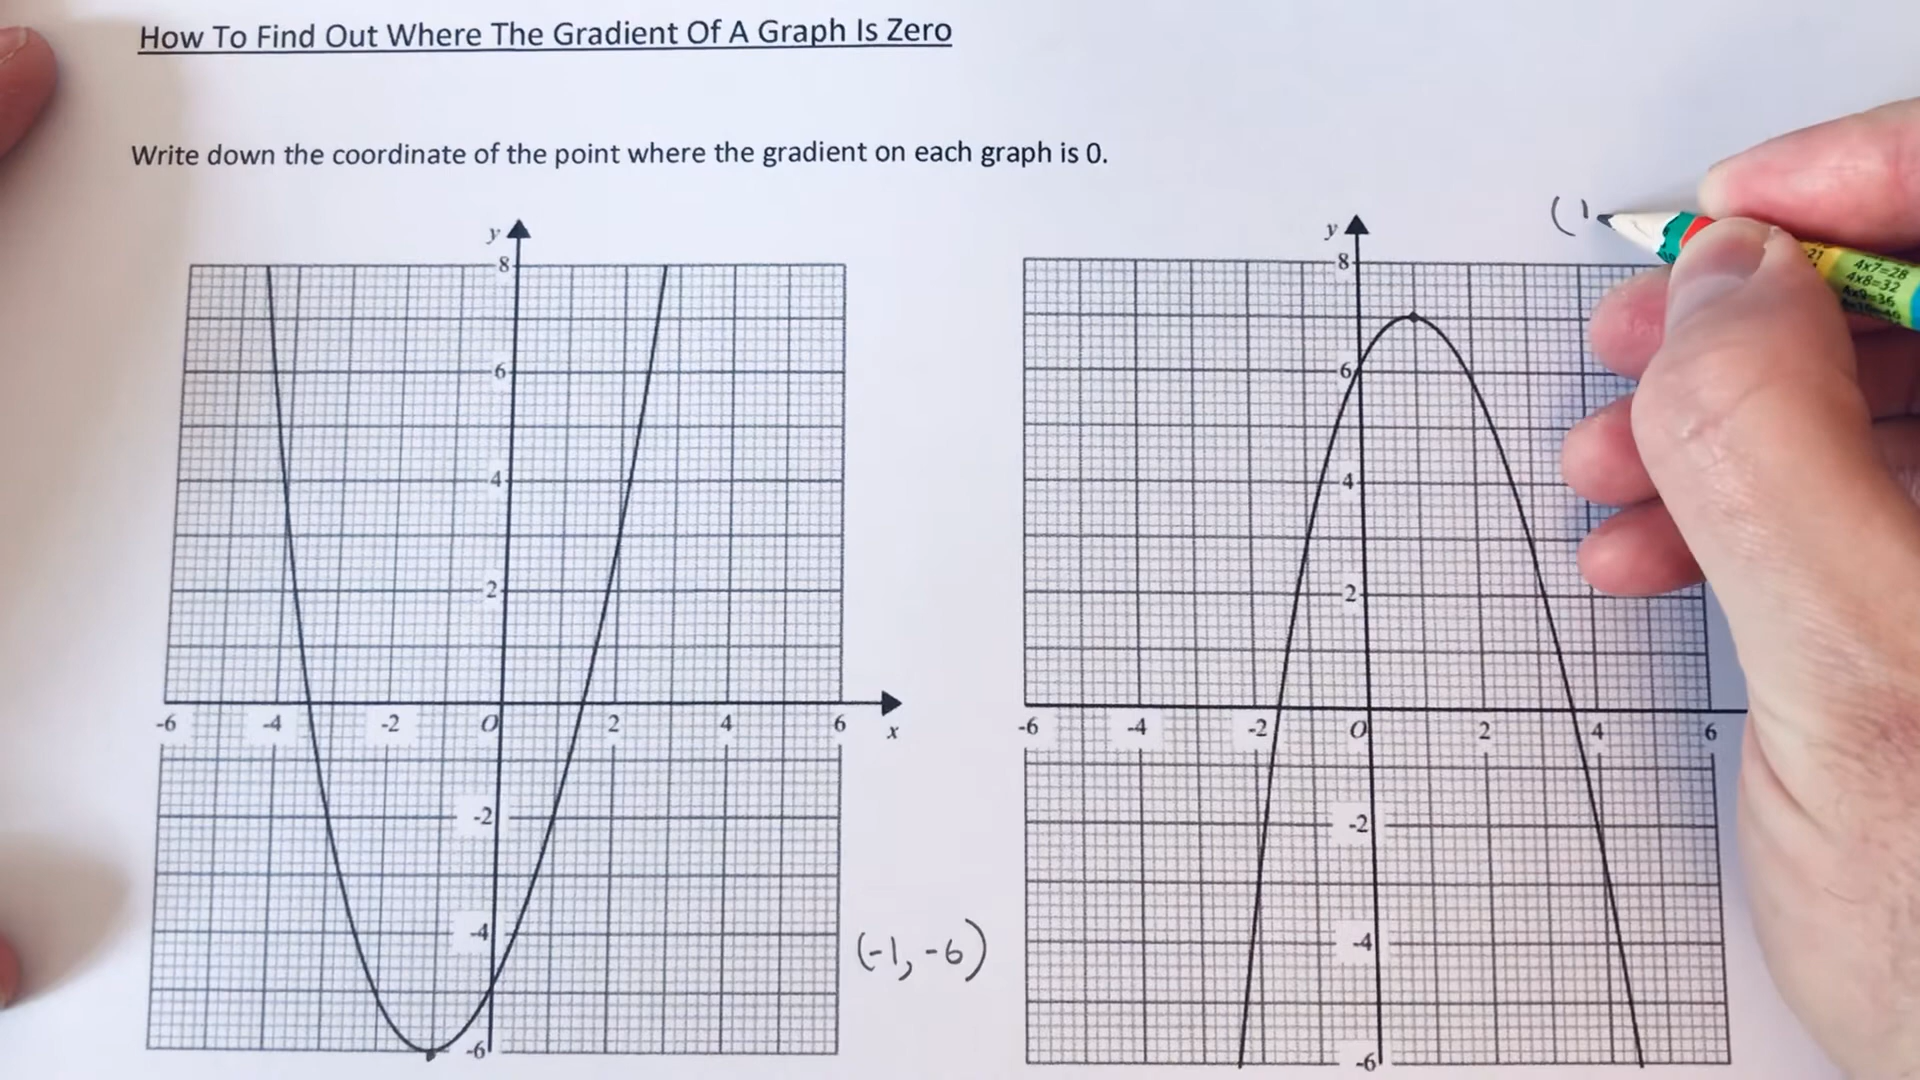 How To Find Out Where The Gradient Of A Graph Is Zero
Write down the coordinate of the point where the gradient on each graph is 0.
y
8
6
4
2
-6 -4 -2 O 2 4 6
x
-2
-4
-6
(-1, -6)
(1
y
8
6
4
2
-6 -4 -2 O 2 4 6
-2
-4
-6
4x7=28
4x8=32
4x9=36